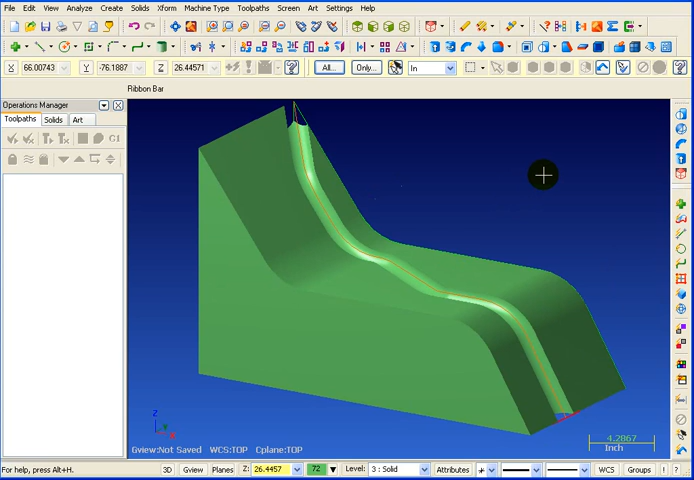 File Edit View Analyze Create Solids Xform Machine Type Toolpaths Screen Art Settings Help
X 66.00743 Y -76.1887 Z 26.44571 All... Only... In
Ribbon Bar
Operations Manager
Toolpaths Solids Art
G1
Z
X
4.2867
Inch
Gview:Not Saved WCS:TOP Cplane:TOP
For help, press Alt+H. 3D Gview Planes Z: 26.4457 72 Level: 3 : Solid Attributes WCS Groups ! ?